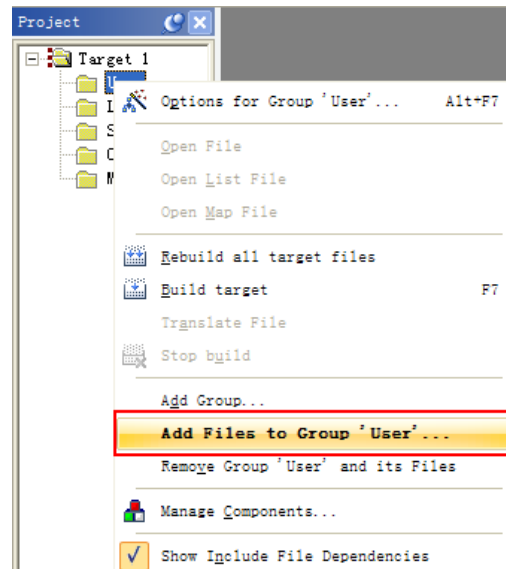 Project
Target 1
Options for Group 'User'... Alt+F7
Open File
Open List File
Open Map File
Rebuild all target files
Build target F7
Translate File
Stop build
Add Group...
Add Files to Group 'User'...
Remove Group 'User' and its Files
Manage Components...
Show Include File Dependencies